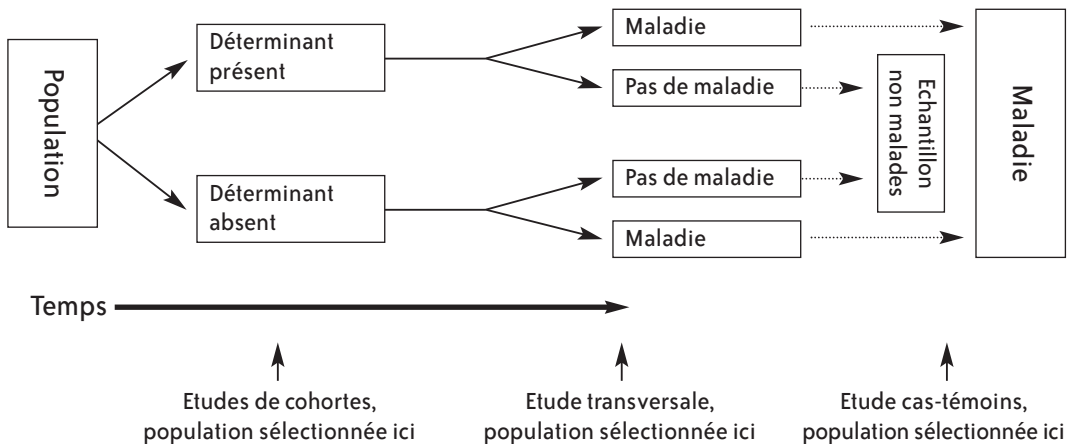 Population
Déterminant
présent
Déterminant
absent
Maladie
Pas de maladie
Pas de maladie
Maladie
Echantillon
non malades
Maladie
Temps
Etudes de cohortes,
population sélectionnée ici
Etude transversale,
population sélectionnée ici
Etude cas-témoins,
population sélectionnée ici